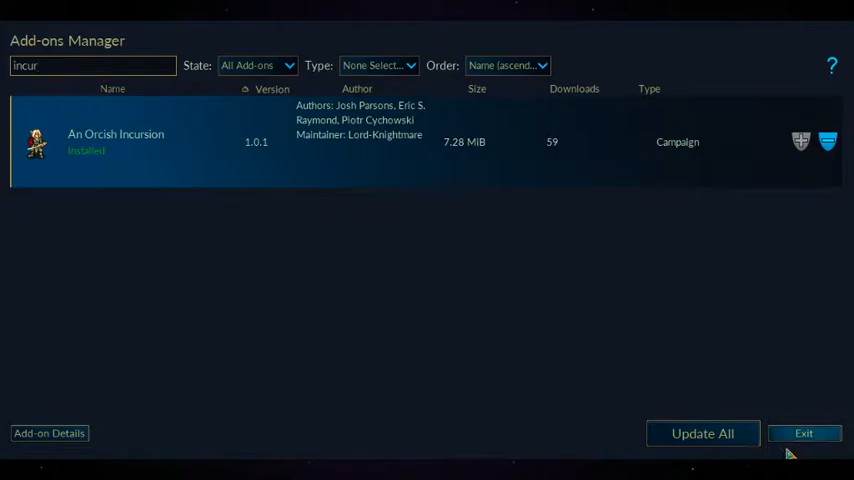 Add-ons Manager
incur State: All Add-ons Type: None Select... Order: Name (ascend... ?
Name Version Author Size Downloads Type
An Orcish Incursion
Installed
1.0.1
Authors: Josh Parsons, Eric S.
Raymond, Piotr Cychowski
Maintainer: Lord-Knightmare
7.28 MiB
59
Campaign
Add-on Details Update All Exit